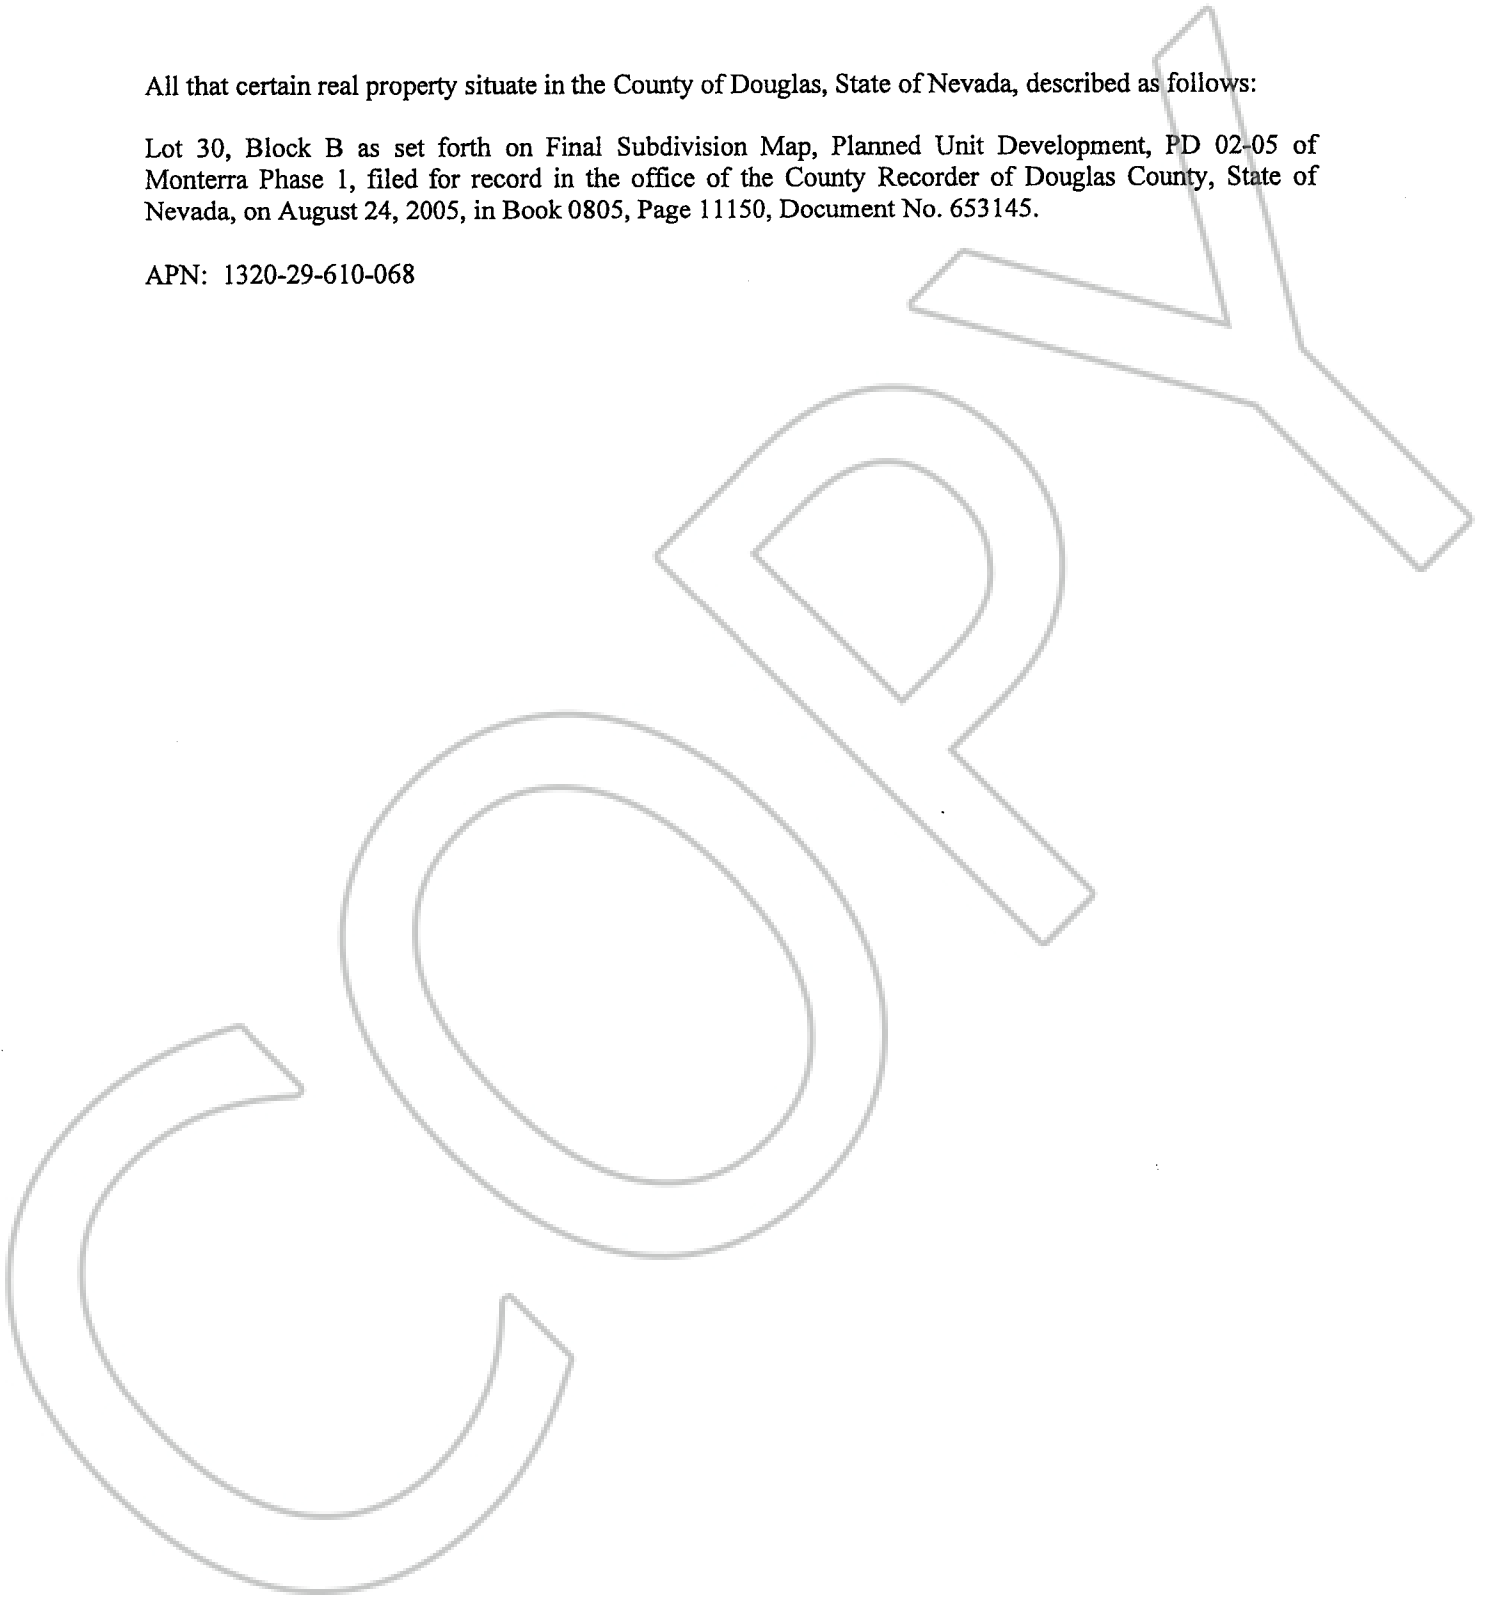 All that certain real property situate in the County of Douglas, State of Nevada, described as follows:
Lot 30, Block B as set forth on Final Subdivision Map, Planned Unit Development, PD 02-05 of
Monterra Phase 1, filed for record in the office of the County Recorder of Douglas County, State of
Nevada, on August 24, 2005, in Book 0805, Page 11150, Document No. 653145.
APN: 1320-29-610-068
COPY